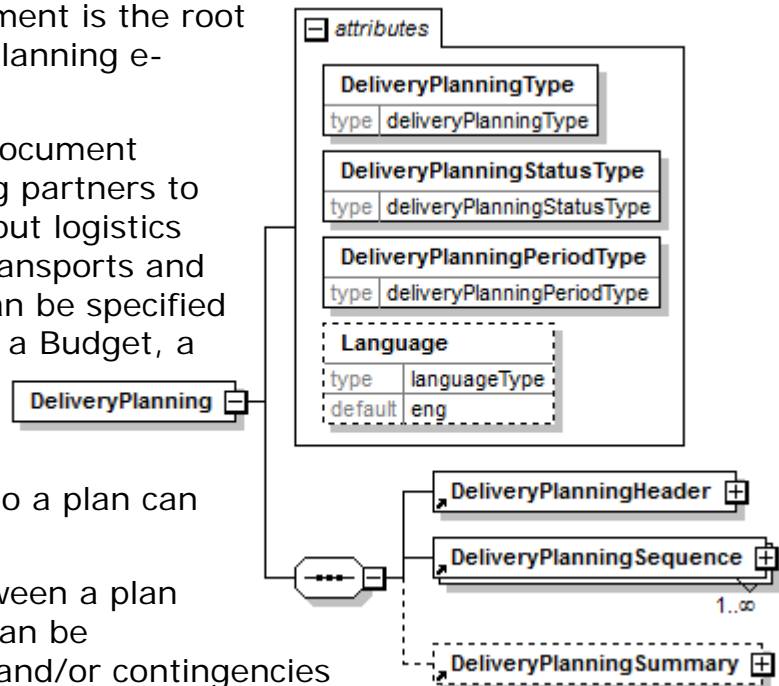 ment is the root
lanning e-
ocument
g partners to
out logistics
ransports and
an be specified
a Budget, a
o a plan can
ween a plan
an be
and/or contingencies
DeliveryPlanning
attributes
DeliveryPlanningType
type deliveryPlanningType
DeliveryPlanningStatusType
type deliveryPlanningStatusType
DeliveryPlanningPeriodType
type deliveryPlanningPeriodType
Language
type languageType
default eng
DeliveryPlanningHeader
DeliveryPlanningSequence
1..∞
DeliveryPlanningSummary